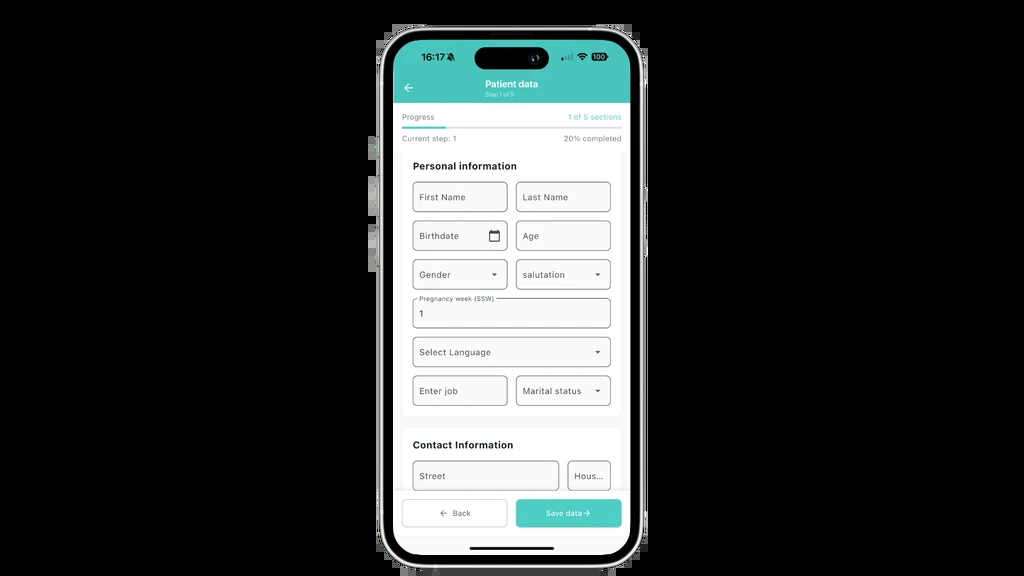 16:17
100
Patient data
Step 1 of 5
Progress
1 of 5 sections
Current step: 1
20% completed
Personal information
First Name
Last Name
Birthdate
Age
Gender
salutation
Pregnancy week (SSW)
1
Select Language
Enter job
Marital status
Contact Information
Street
Hous...
Back
Save data